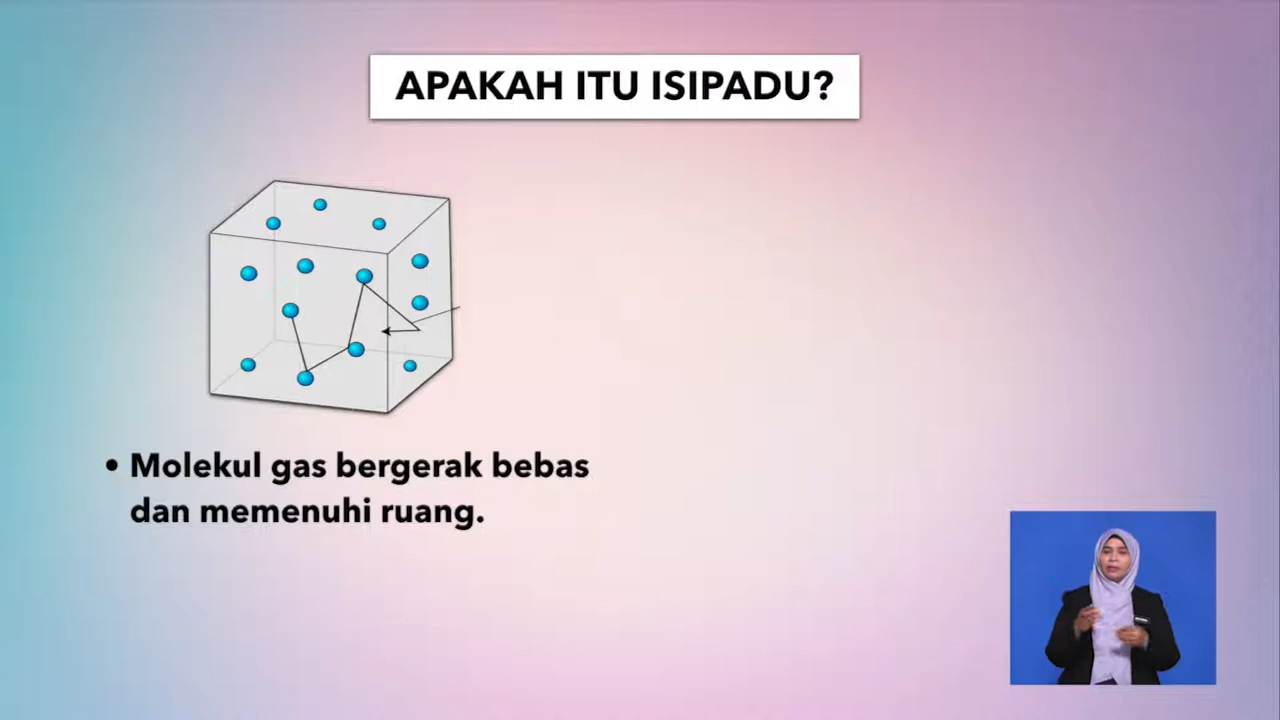 APAKAH ITU ISIPADU?
• Molekul gas bergerak bebas
dan memenuhi ruang.